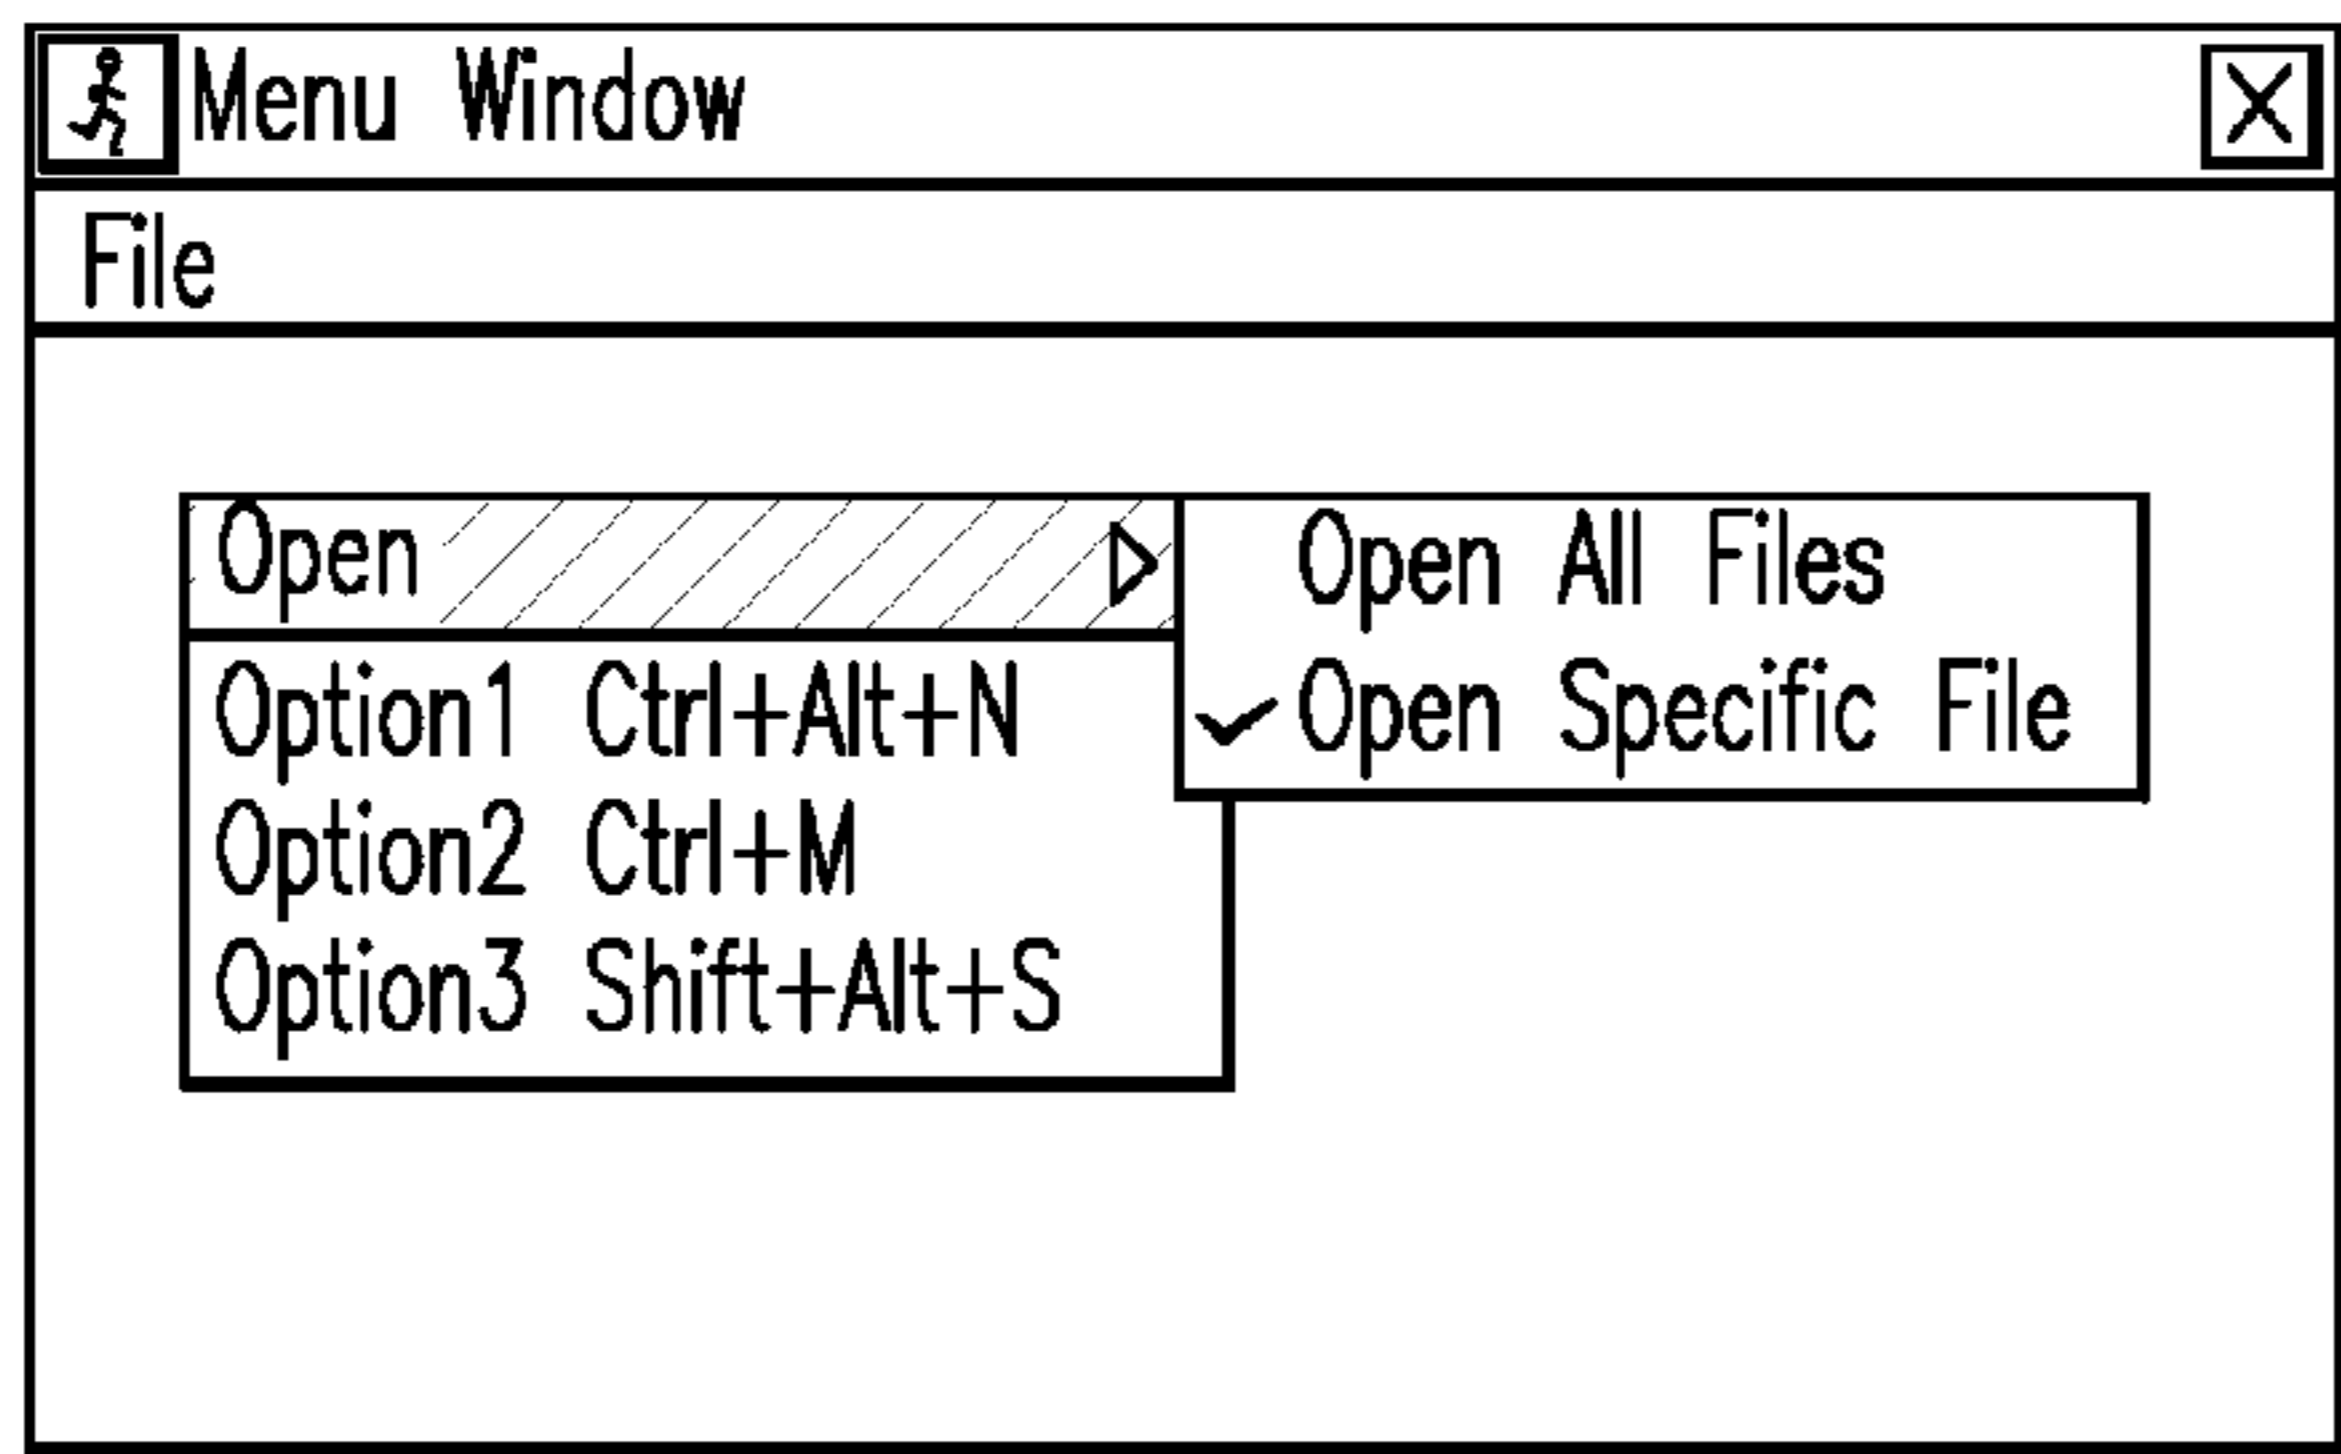 Menu Window
File
Open
Open All Files
Open Specific File
Option1 Ctrl+Alt+N
Option2 Ctrl+M
Option3 Shift+Alt+S